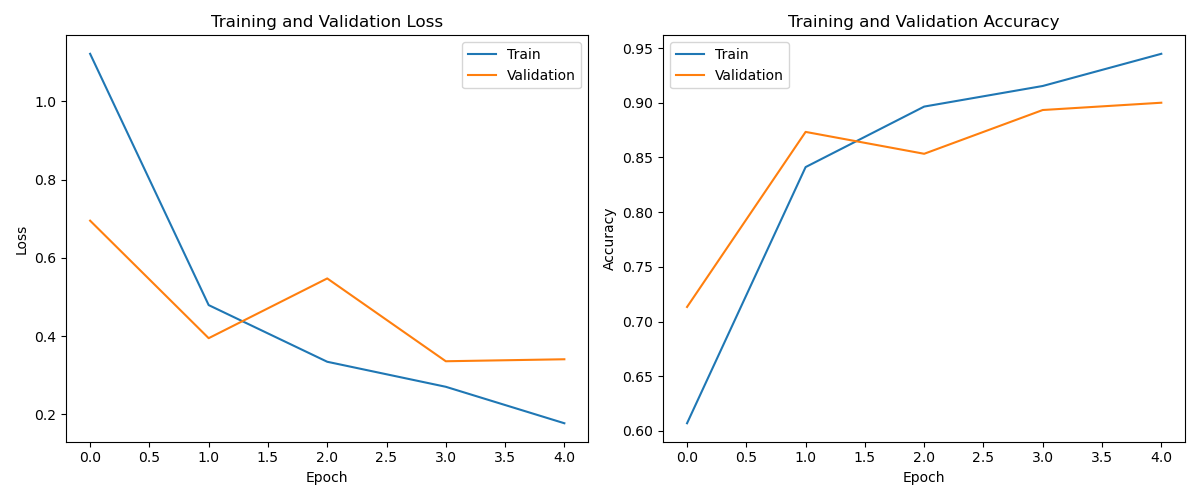 Training and Validation Loss
Train
Validation
1.0
0.8
0.6
0.4
0.2
Loss
0.0 0.5 1.0 1.5 2.0 2.5 3.0 3.5 4.0
Epoch
Training and Validation Accuracy
Train
Validation
0.95
0.90
0.85
0.80
0.75
0.70
0.65
0.60
Accuracy
0.0 0.5 1.0 1.5 2.0 2.5 3.0 3.5 4.0
Epoch